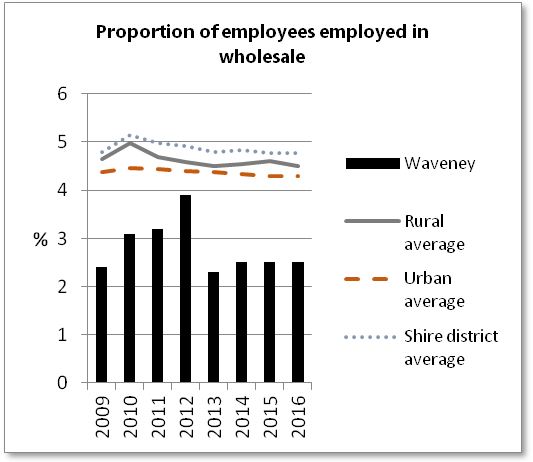 Proportion of employees employed in
wholesale
6
5
4
3
2
1
0
%
2009
2010
2011
2012
2013
2014
2015
2016
Waveney
Rural
average
Urban
average
Shire district
average